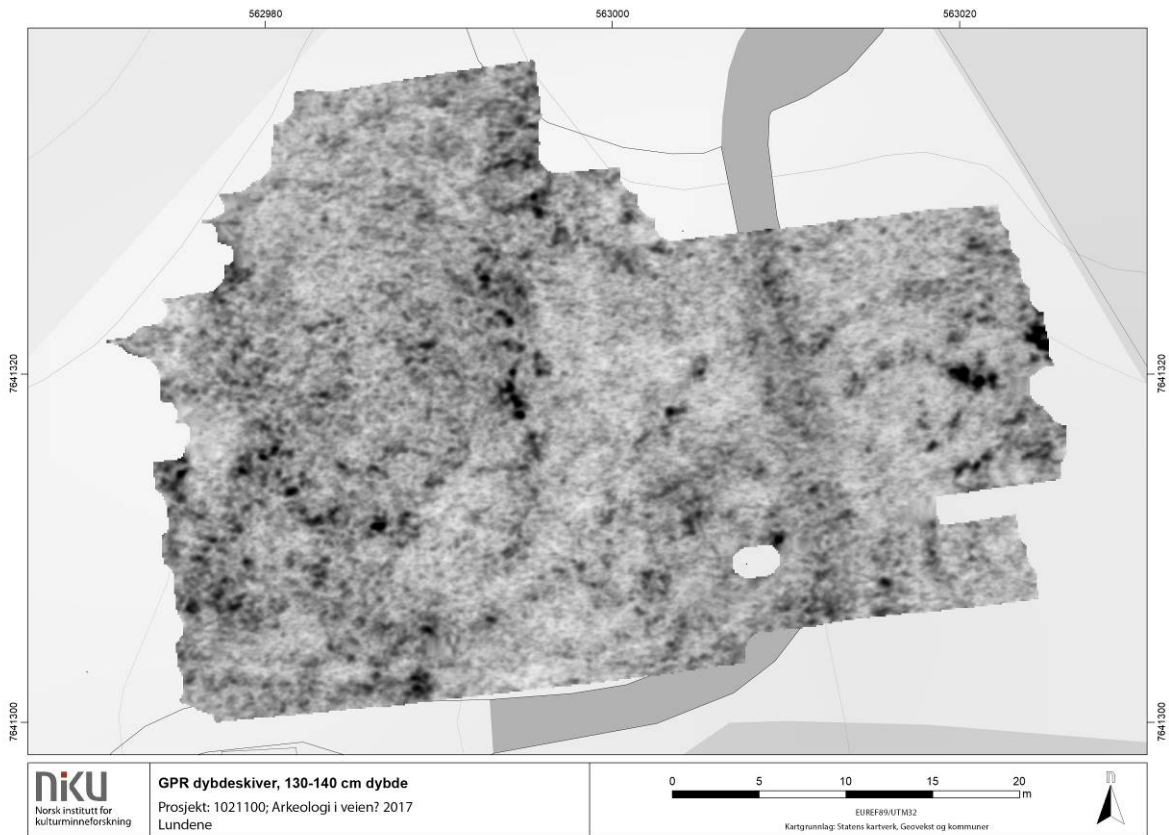 562980 563000 563020
7641320 7641320
7641300 7641300
niku
Norsk institutt for
kulturminneforskning
GPR dybdeskiver, 130-140 cm dybde
Prosjekt: 1021100; Arkeologi i veien? 2017
Lundene
0 5 10 15 20
m
EUREF89/UTM32
Kartgrunnlag: Statens kartverk, Geovekst og kommuner
n